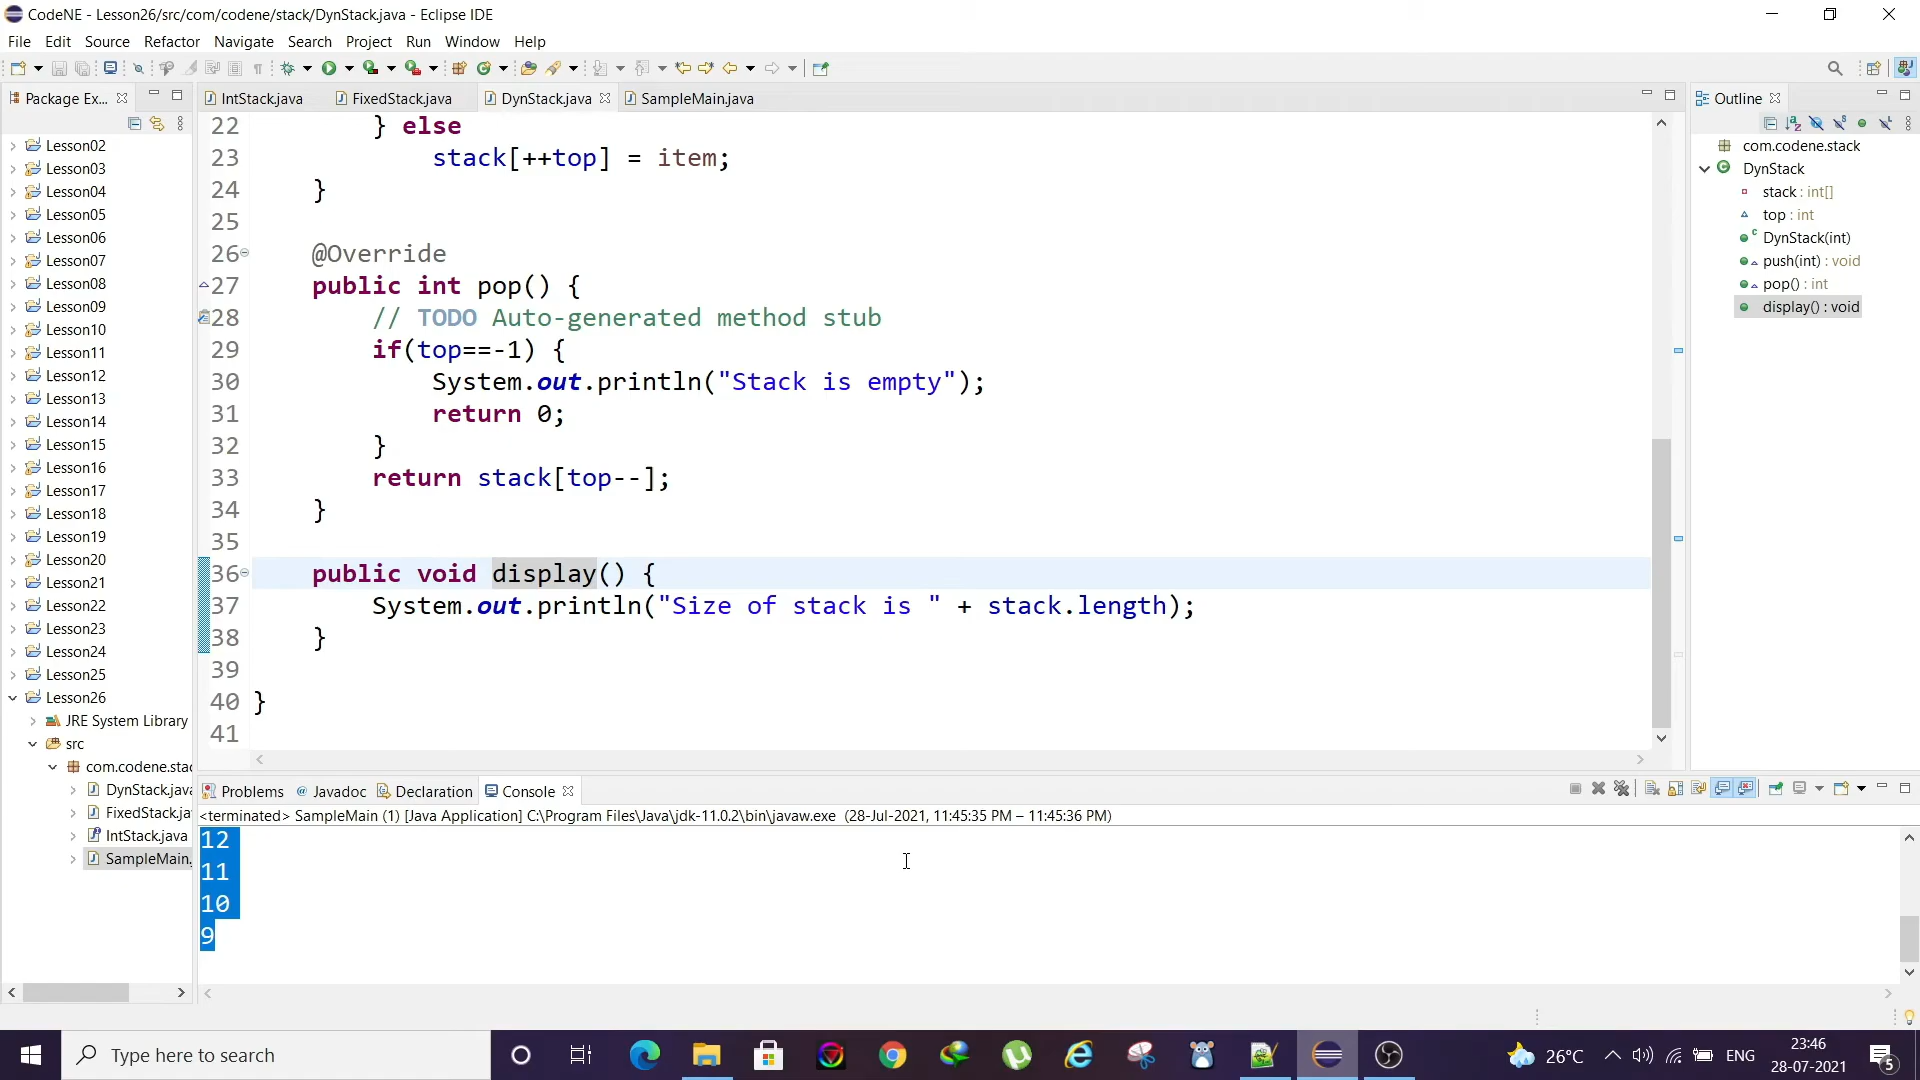 CodeNE - Lesson26/src/com/codene/stack/DynStack.java - Eclipse IDE
File Edit Source Refactor Navigate Search Project Run Window Help
Package Ex...
IntStack.java FixedStack.java DynStack.java SampleMain.java
Outline
Lesson02
Lesson03
Lesson04
Lesson05
Lesson06
Lesson07
Lesson08
Lesson09
Lesson10
Lesson11
Lesson12
Lesson13
Lesson14
Lesson15
Lesson16
Lesson17
Lesson18
Lesson19
Lesson20
Lesson21
Lesson22
Lesson23
Lesson24
Lesson25
Lesson26
JRE System Library
src
com.codene.stac
DynStack.java
FixedStack.ja
IntStack.java
SampleMain.
22 } else
23 stack[++top] = item;
24 }
25
26 @Override
27 public int pop() {
28 // TODO Auto-generated method stub
29 if(top==-1) {
30 System.out.println("Stack is empty");
31 return 0;
32 }
33 return stack[top--];
34 }
35
36 public void display() {
37 System.out.println("Size of stack is " + stack.length);
38 }
39
40 }
41
com.codene.stack
DynStack
stack : int[]
top : int
DynStack(int)
push(int) : void
pop() : int
display() : void
Problems Javadoc Declaration Console
<terminated> SampleMain (1) [Java Application] C:\Program Files\Java\jdk-11.0.2\bin\javaw.exe (28-Jul-2021, 11:45:35 PM – 11:45:36 PM)
12
11
10
9
Type here to search
26°C
ENG
23:46
28-07-2021
5